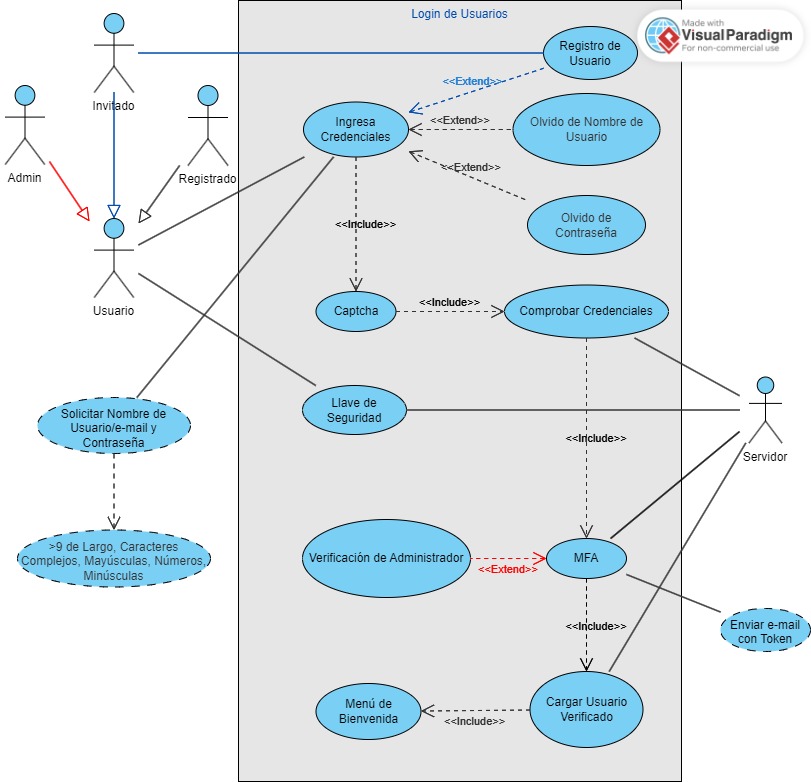 Login de Usuarios
Made with
VisualParadigm
For non-commercial use
Invitado
Registro de
Usuario
<<Extend>>
Admin
Registrado
Ingresa
Credenciales
<<Extend>>
Olvido de Nombre de
Usuario
<<Extend>>
Olvido de
Contraseña
<<Include>>
Usuario
Captcha
<<Include>>
Comprobar Credenciales
Llave de
Seguridad
Solicitar Nombre de
Usuario/e-mail y
Contraseña
<<Include>>
Servidor
>9 de Largo, Caracteres
Complejos, Mayúsculas, Números,
Minúsculas
Verificación de Administrador
<<Extend>>
MFA
<<Include>>
Enviar e-mail
con Token
Menú de
Bienvenida
<<Include>>
Cargar Usuario
Verificado